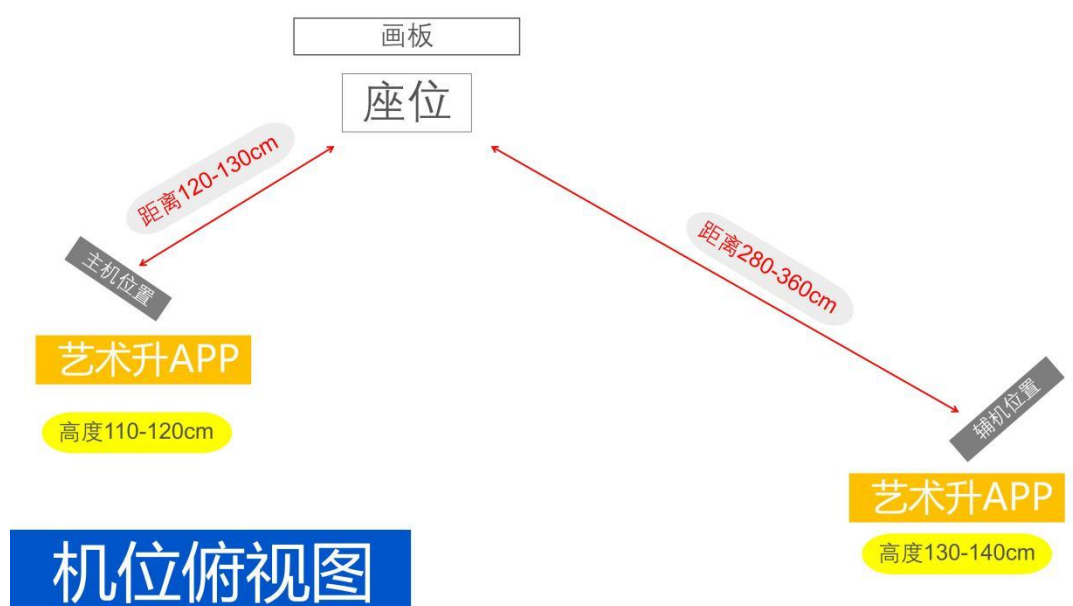 画板
座位
距离120-130cm
距离280-360cm
主机位置
艺术升APP
高度110-120cm
辅机位置
艺术升APP
高度130-140cm
机位俯视图